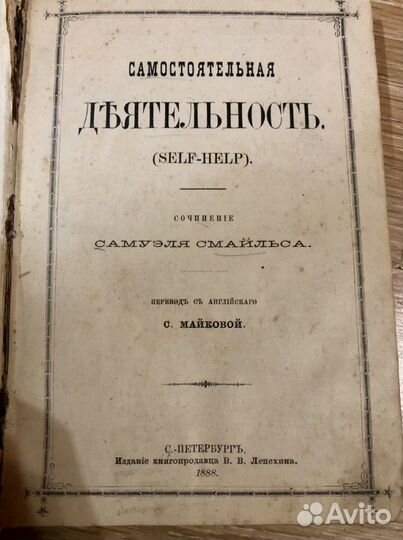 САМОСТОЯТЕЛЬНАЯ
ДѢЯТЕЛЬНОСТЬ.
(SELF-HELP).
СОЧИНЕНІЕ
САМУЭЛЯ СМАЙЛЬСА.
ПЕРЕВОДЪ СЪ АНГЛІЙСКАГО
С. МАЙКОВОЙ.
С.-ПЕТЕРБУРГЪ.
Изданіе книгопродавца В. В. Лепехина.
1888.
Avito